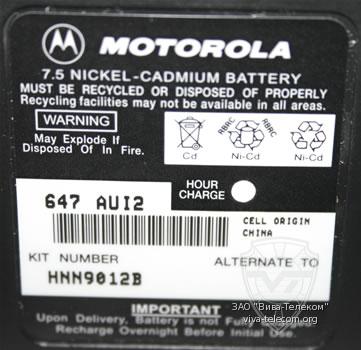 MOTOROLA
7.5 NICKEL-CADMIUM BATTERY
MUST BE RECYCLED OR DISPOSED OF PROPERLY
Recycling facilities may not be available in all areas.
WARNING
May Explode If
Disposed Of In Fire.
RBRC RBRC
Cd Ni-Cd Ni-Cd
HOUR
CHARGE
647 AUI2
CELL ORIGIN
CHINA
KIT NUMBER ALTERNATE TO
HNN9012B
IMPORTANT
Upon Delivery, Battery is not Fully
Recharge Overnight Before Initial Use.
ЗАО "Вива-Телеком"
viva-telecom.org